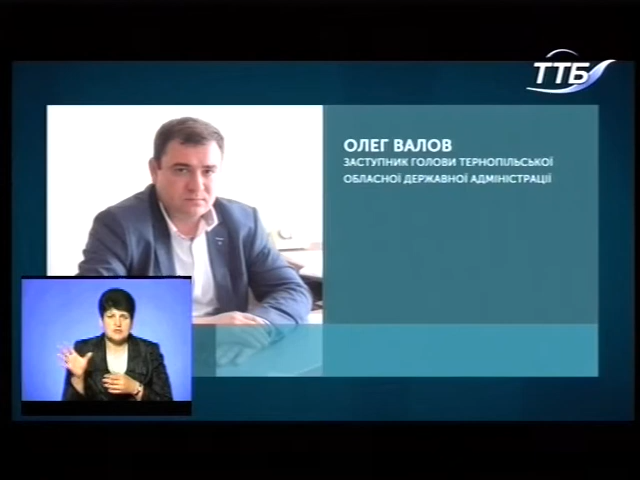 ТТБ
ОЛЕГ ВАЛОВ
ЗАСТУПНИК ГОЛОВИ ТЕРНОПІЛЬСЬКОЇ
ОБЛАСНОЇ ДЕРЖАВНОЇ АДМІНІСТРАЦІЇ